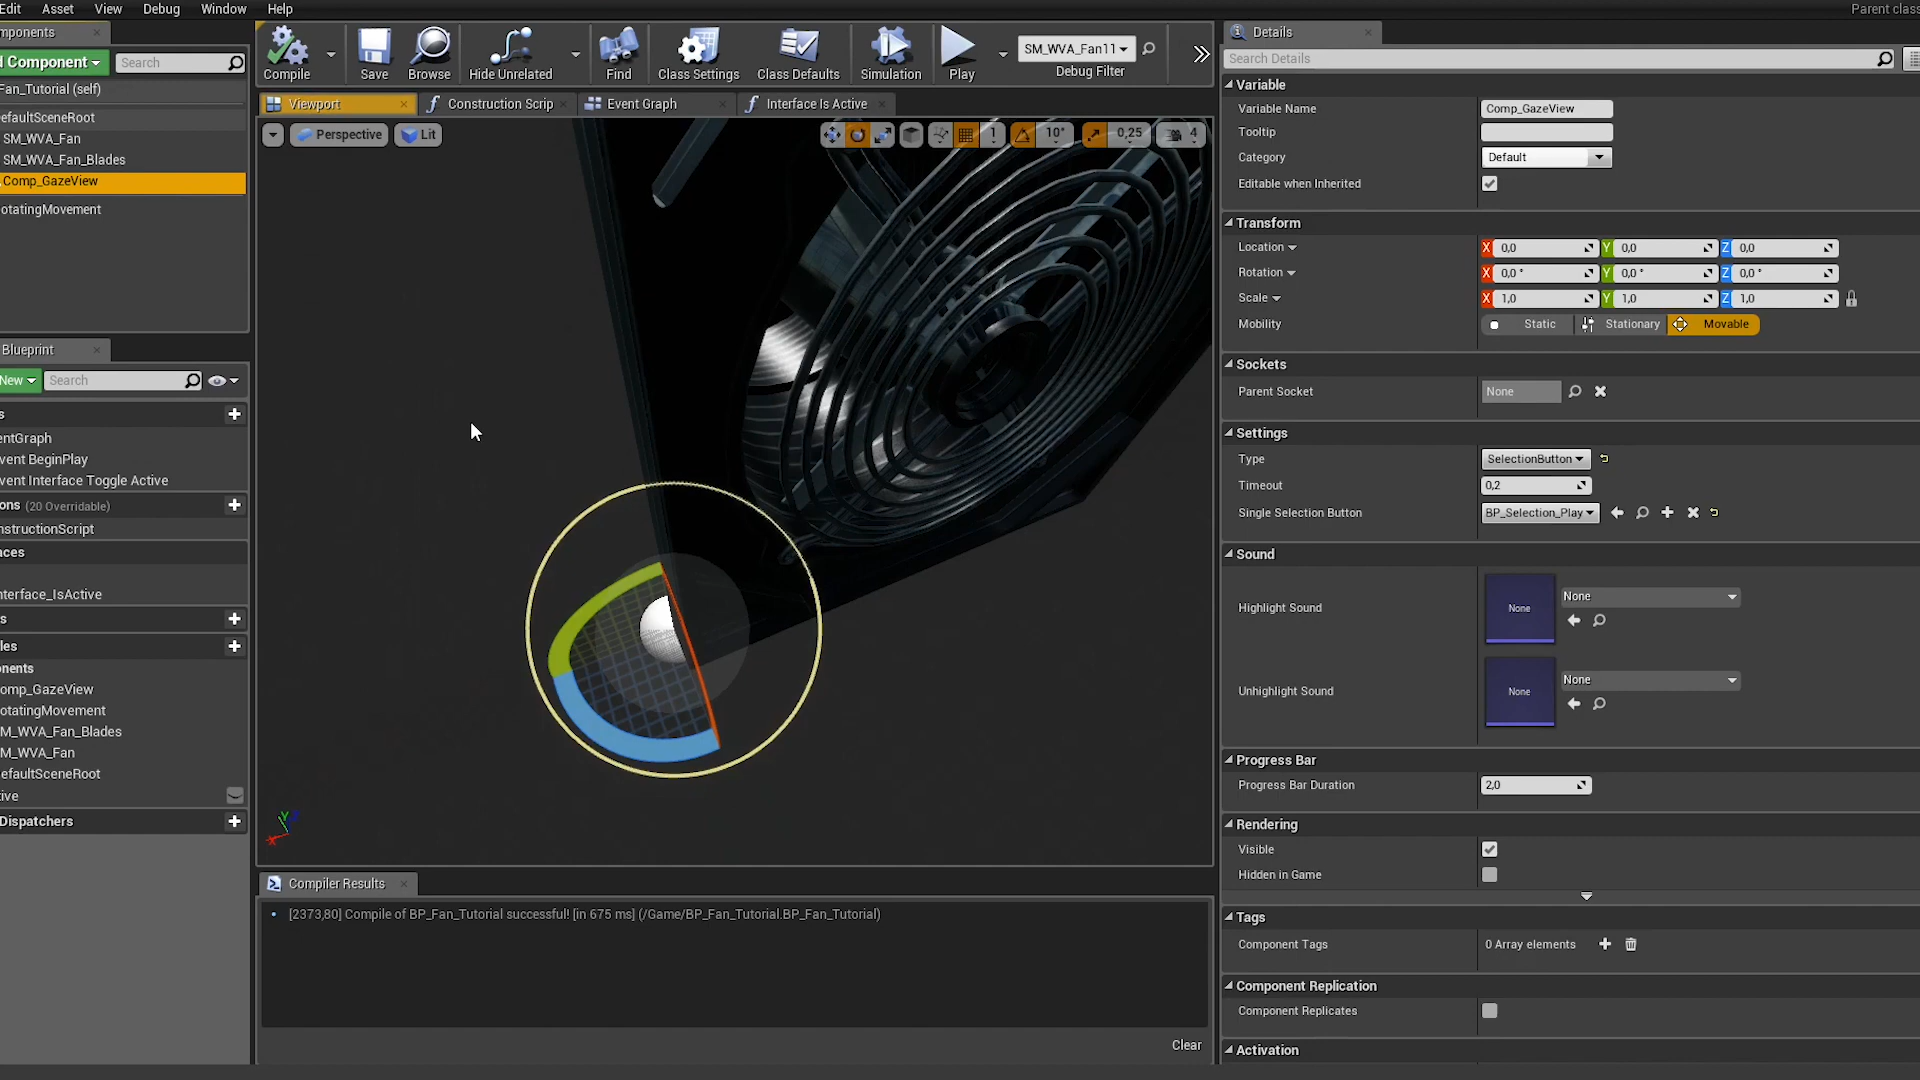 Edit Asset View Debug Window Help Parent class
mponents
d Component Search
Fan_Tutorial (self)
efaultSceneRoot
SM_WVA_Fan
SM_WVA_Fan_Blades
Comp_GazeView
otatingMovement
Compile Save Browse Hide Unrelated Find Class Settings Class Defaults Simulation Play
SM_WVA_Fan11
Debug Filter
Viewport Construction Scrip Event Graph Interface Is Active
Perspective Lit 1 10° 0,25 4
Blueprint
New Search
s
entGraph
vent BeginPlay
vent Interface Toggle Active
ons (20 Overridable)
nstructionScript
aces
nterface_IsActive
s
les
onents
omp_GazeView
otatingMovement
M_WVA_Fan_Blades
M_WVA_Fan
efaultSceneRoot
tive
Dispatchers
Compiler Results
[2373,80] Compile of BP_Fan_Tutorial successful! [in 675 ms] (/Game/BP_Fan_Tutorial.BP_Fan_Tutorial)
Clear
Details
Search Details
Variable
Variable Name Comp_GazeView
Tooltip
Category Default
Editable when Inherited
Transform
Location X 0,0 Y 0,0 Z 0,0
Rotation X 0,0 ° Y 0,0 ° Z 0,0 °
Scale X 1,0 Y 1,0 Z 1,0
Mobility Static Stationary Movable
Sockets
Parent Socket None
Settings
Type SelectionButton
Timeout 0,2
Single Selection Button BP_Selection_Play
Sound
Highlight Sound None None
Unhighlight Sound None None
Progress Bar
Progress Bar Duration 2,0
Rendering
Visible
Hidden in Game
Tags
Component Tags 0 Array elements
Component Replication
Component Replicates
Activation